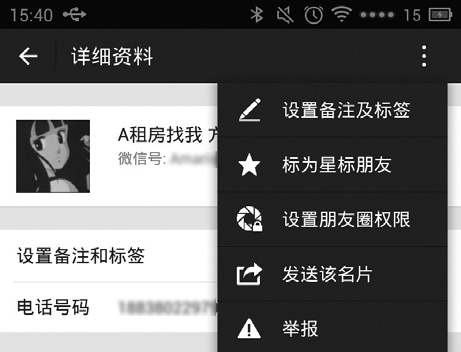 15:40
15
详细资料
设置备注及标签
A租房找我 方
微信号:
标为星标朋友
设置朋友圈权限
设置备注和标签
发送该名片
电话号码
举报